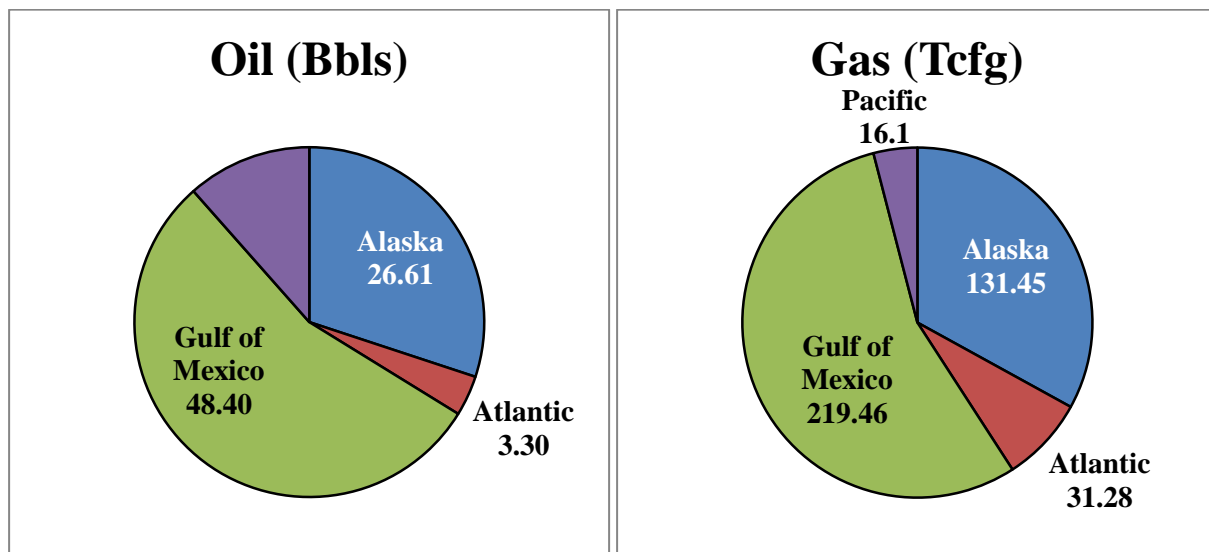 Oil (Bbls)
Alaska
26.61
Gulf of
Mexico
48.40
Atlantic
3.30
Gas (Tcfg)
Pacific
16.1
Alaska
131.45
Gulf of
Mexico
219.46
Atlantic
31.28